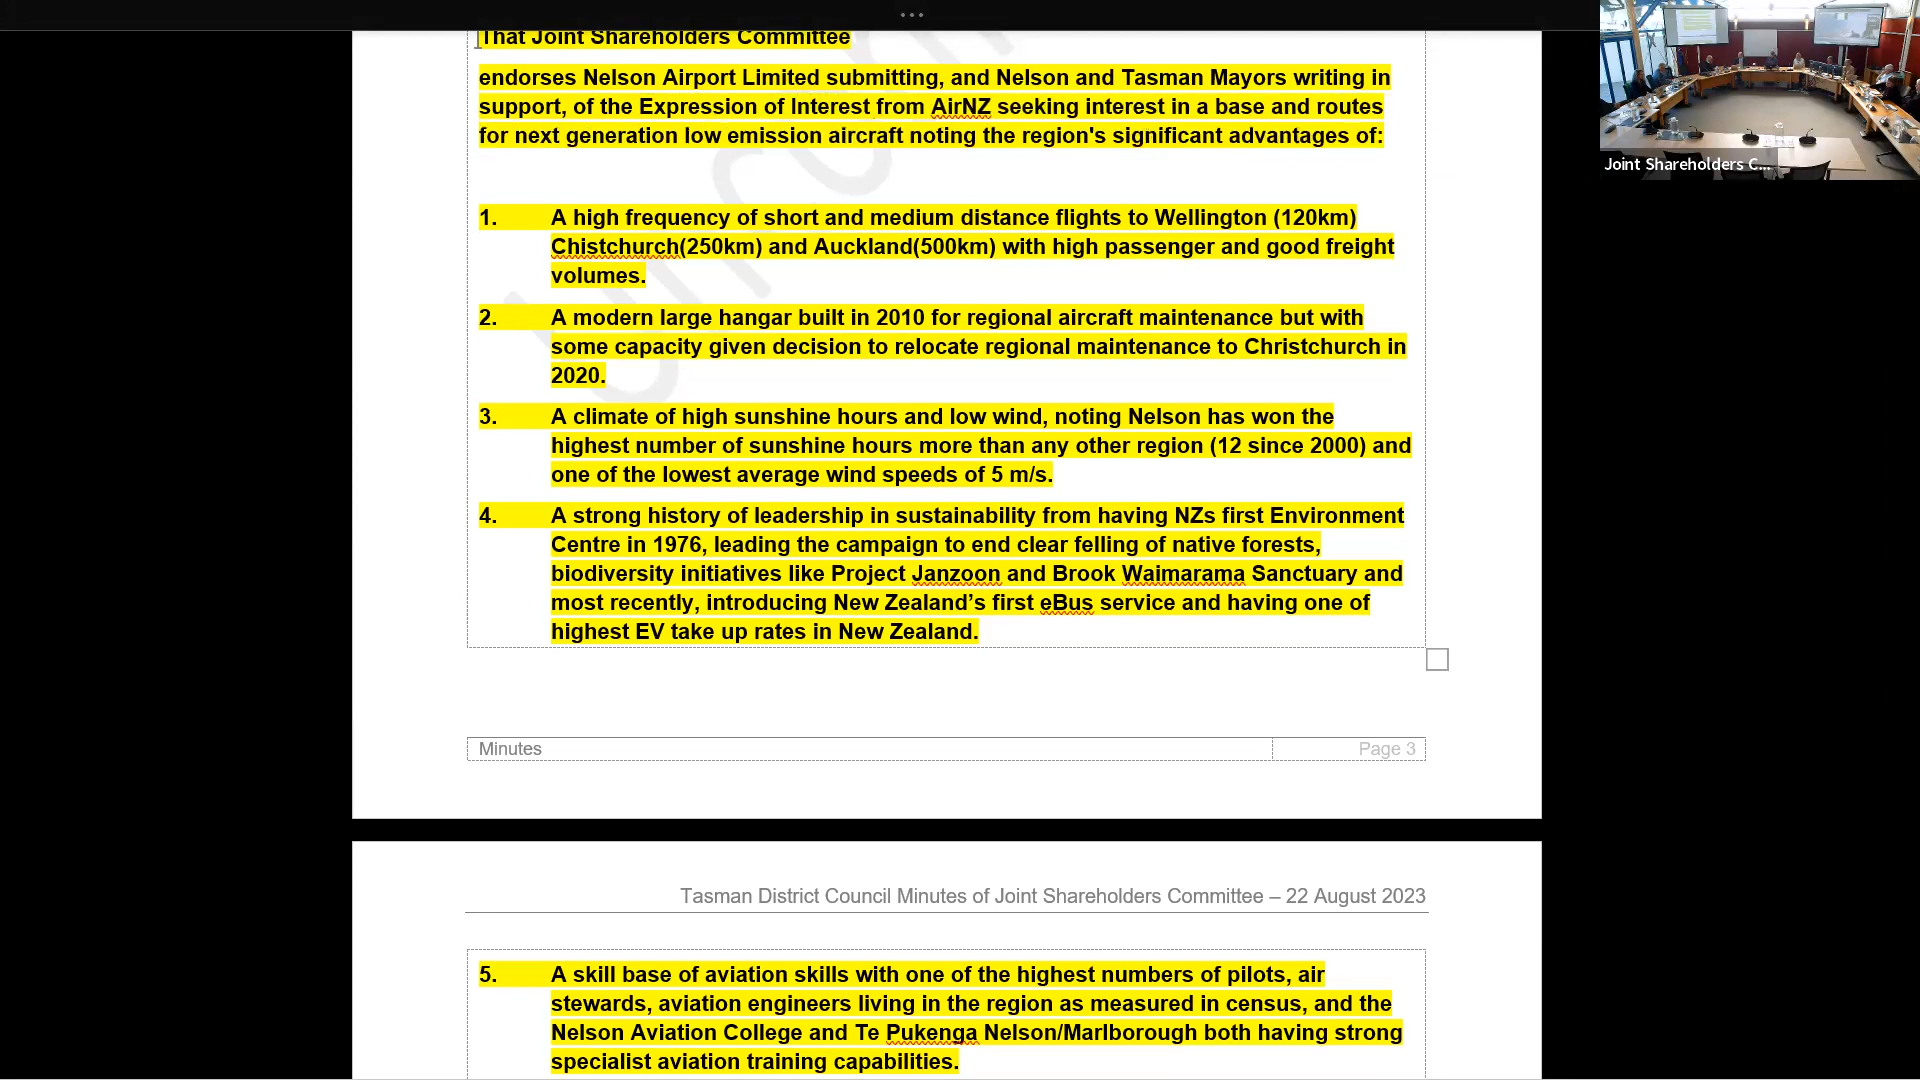 That Joint Shareholders Committee
endorses Nelson Airport Limited submitting, and Nelson and Tasman Mayors writing in
support, of the Expression of Interest from AirNZ seeking interest in a base and routes
for next generation low emission aircraft noting the region's significant advantages of:
1. A high frequency of short and medium distance flights to Wellington (120km)
Chistchurch(250km) and Auckland(500km) with high passenger and good freight
volumes.
2. A modern large hangar built in 2010 for regional aircraft maintenance but with
some capacity given decision to relocate regional maintenance to Christchurch in
2020.
3. A climate of high sunshine hours and low wind, noting Nelson has won the
highest number of sunshine hours more than any other region (12 since 2000) and
one of the lowest average wind speeds of 5 m/s.
4. A strong history of leadership in sustainability from having NZs first Environment
Centre in 1976, leading the campaign to end clear felling of native forests,
biodiversity initiatives like Project Janzoon and Brook Waimarama Sanctuary and
most recently, introducing New Zealand’s first eBus service and having one of
highest EV take up rates in New Zealand.
Minutes Page 3
Tasman District Council Minutes of Joint Shareholders Committee – 22 August 2023
5. A skill base of aviation skills with one of the highest numbers of pilots, air
stewards, aviation engineers living in the region as measured in census, and the
Nelson Aviation College and Te Pukenga Nelson/Marlborough both having strong
specialist aviation training capabilities.
Joint Shareholders C...